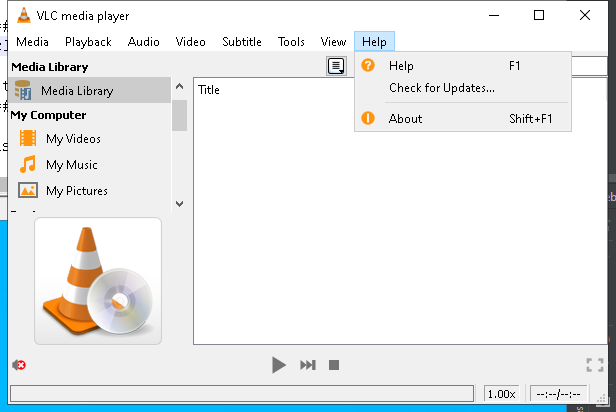 VLC media player
Media Playback Audio Video Subtitle Tools View Help
Media Library
Media Library
My Computer
My Videos
My Music
My Pictures
Title
Help F1
Check for Updates...
About Shift+F1
1.00x --:--/--:--